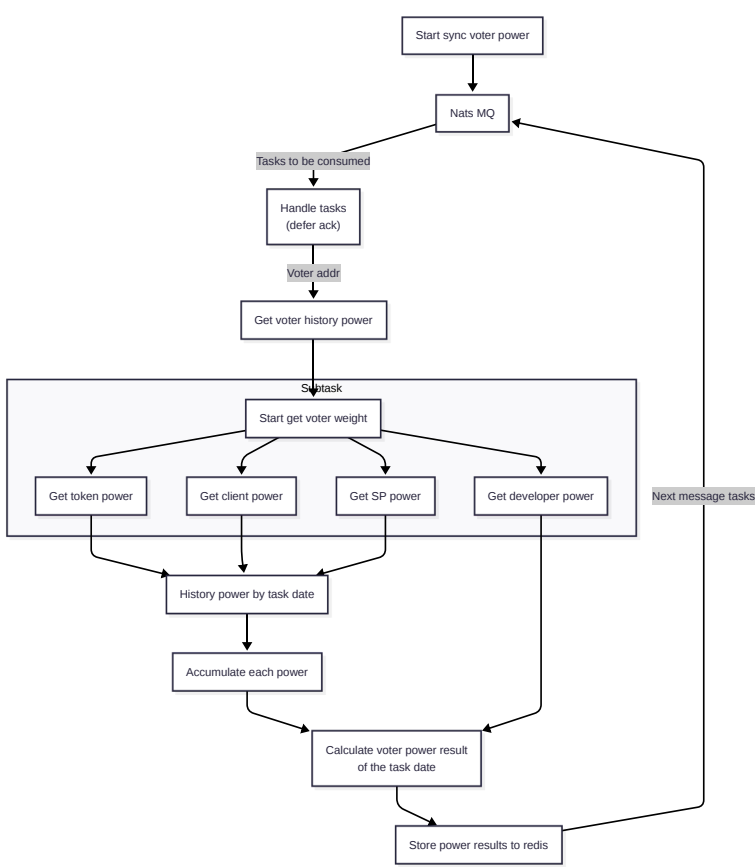 Start sync voter power
Nats MQ
Tasks to be consumed
Handle tasks
(defer ack)
Voter addr
Get voter history power
Subtask
Start get voter weight
Get token power
Get client power
Get SP power
Get developer power
Next message tasks
History power by task date
Accumulate each power
Calculate voter power result
of the task date
Store power results to redis